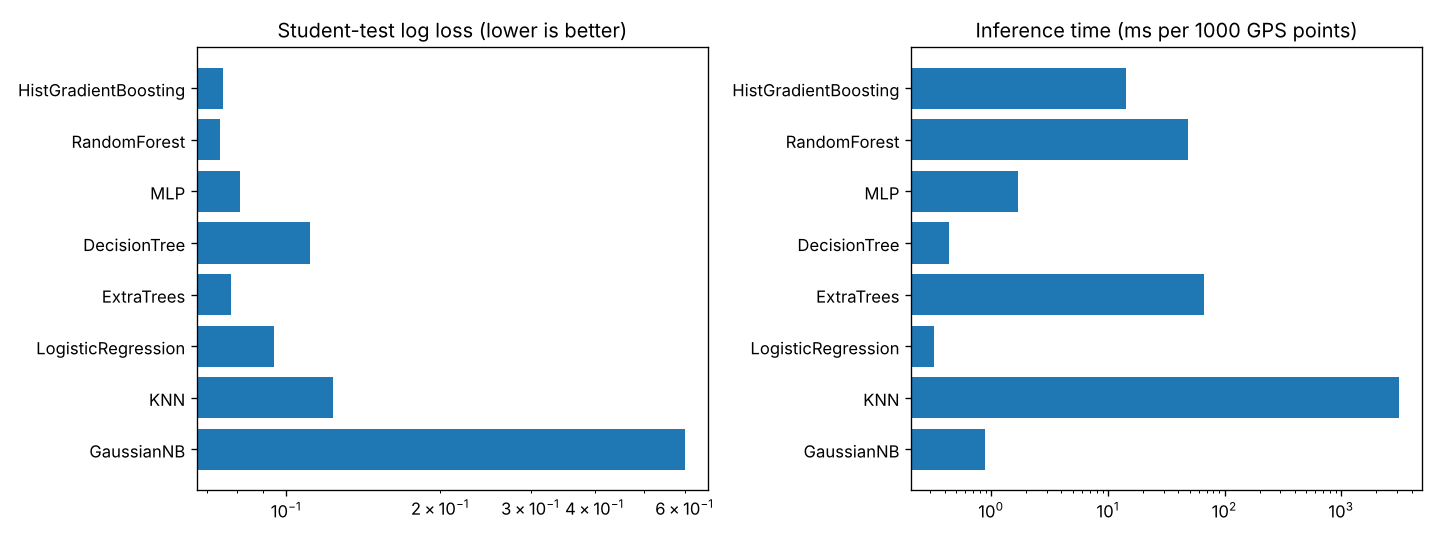 Student-test log loss (lower is better)
HistGradientBoosting
RandomForest
MLP
DecisionTree
ExtraTrees
LogisticRegression
KNN
GaussianNB
10⁻¹
2 × 10⁻¹
3 × 10⁻¹
4 × 10⁻¹
6 × 10⁻¹
Inference time (ms per 1000 GPS points)
HistGradientBoosting
RandomForest
MLP
DecisionTree
ExtraTrees
LogisticRegression
KNN
GaussianNB
10⁰
10¹
10²
10³